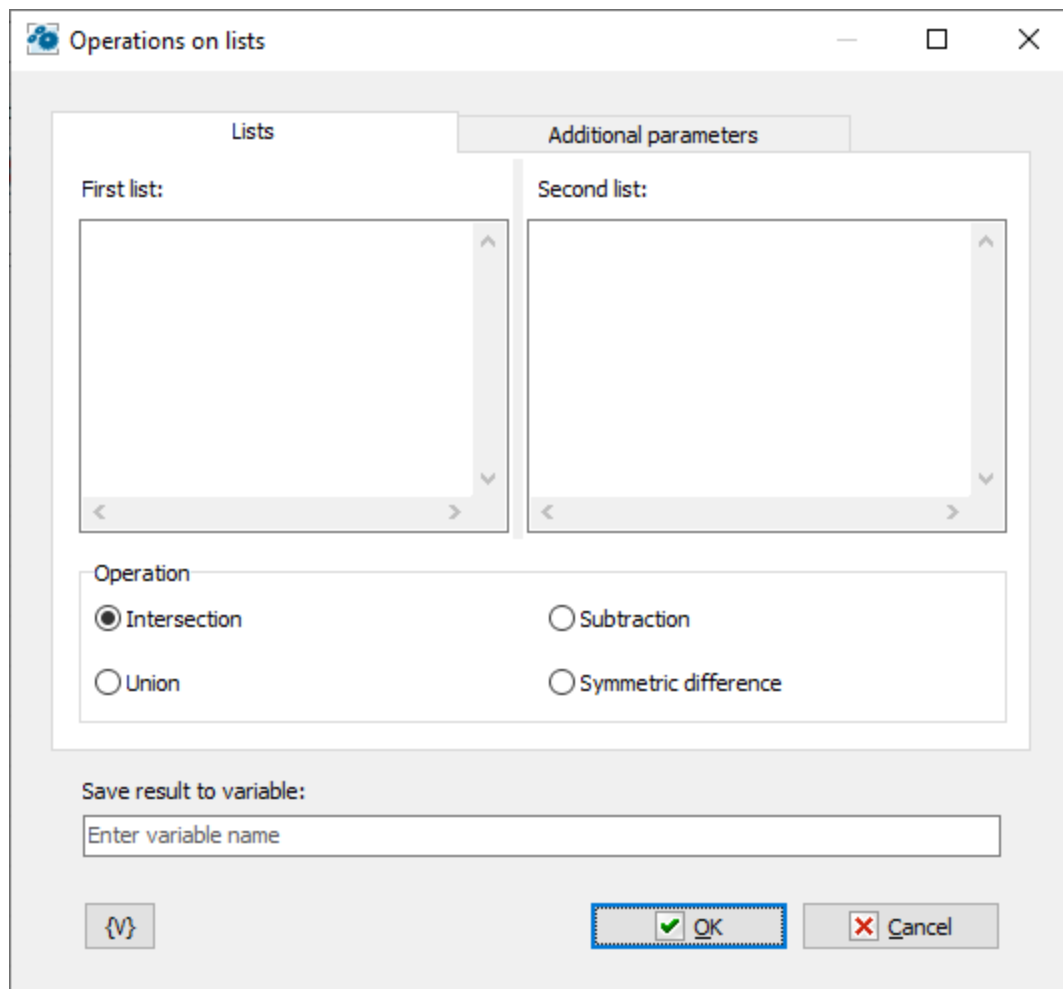 Operations on lists
Lists
Additional parameters
First list:
Second list:
Operation
Intersection
Subtraction
Union
Symmetric difference
Save result to variable:
Enter variable name
{V}
OK
Cancel